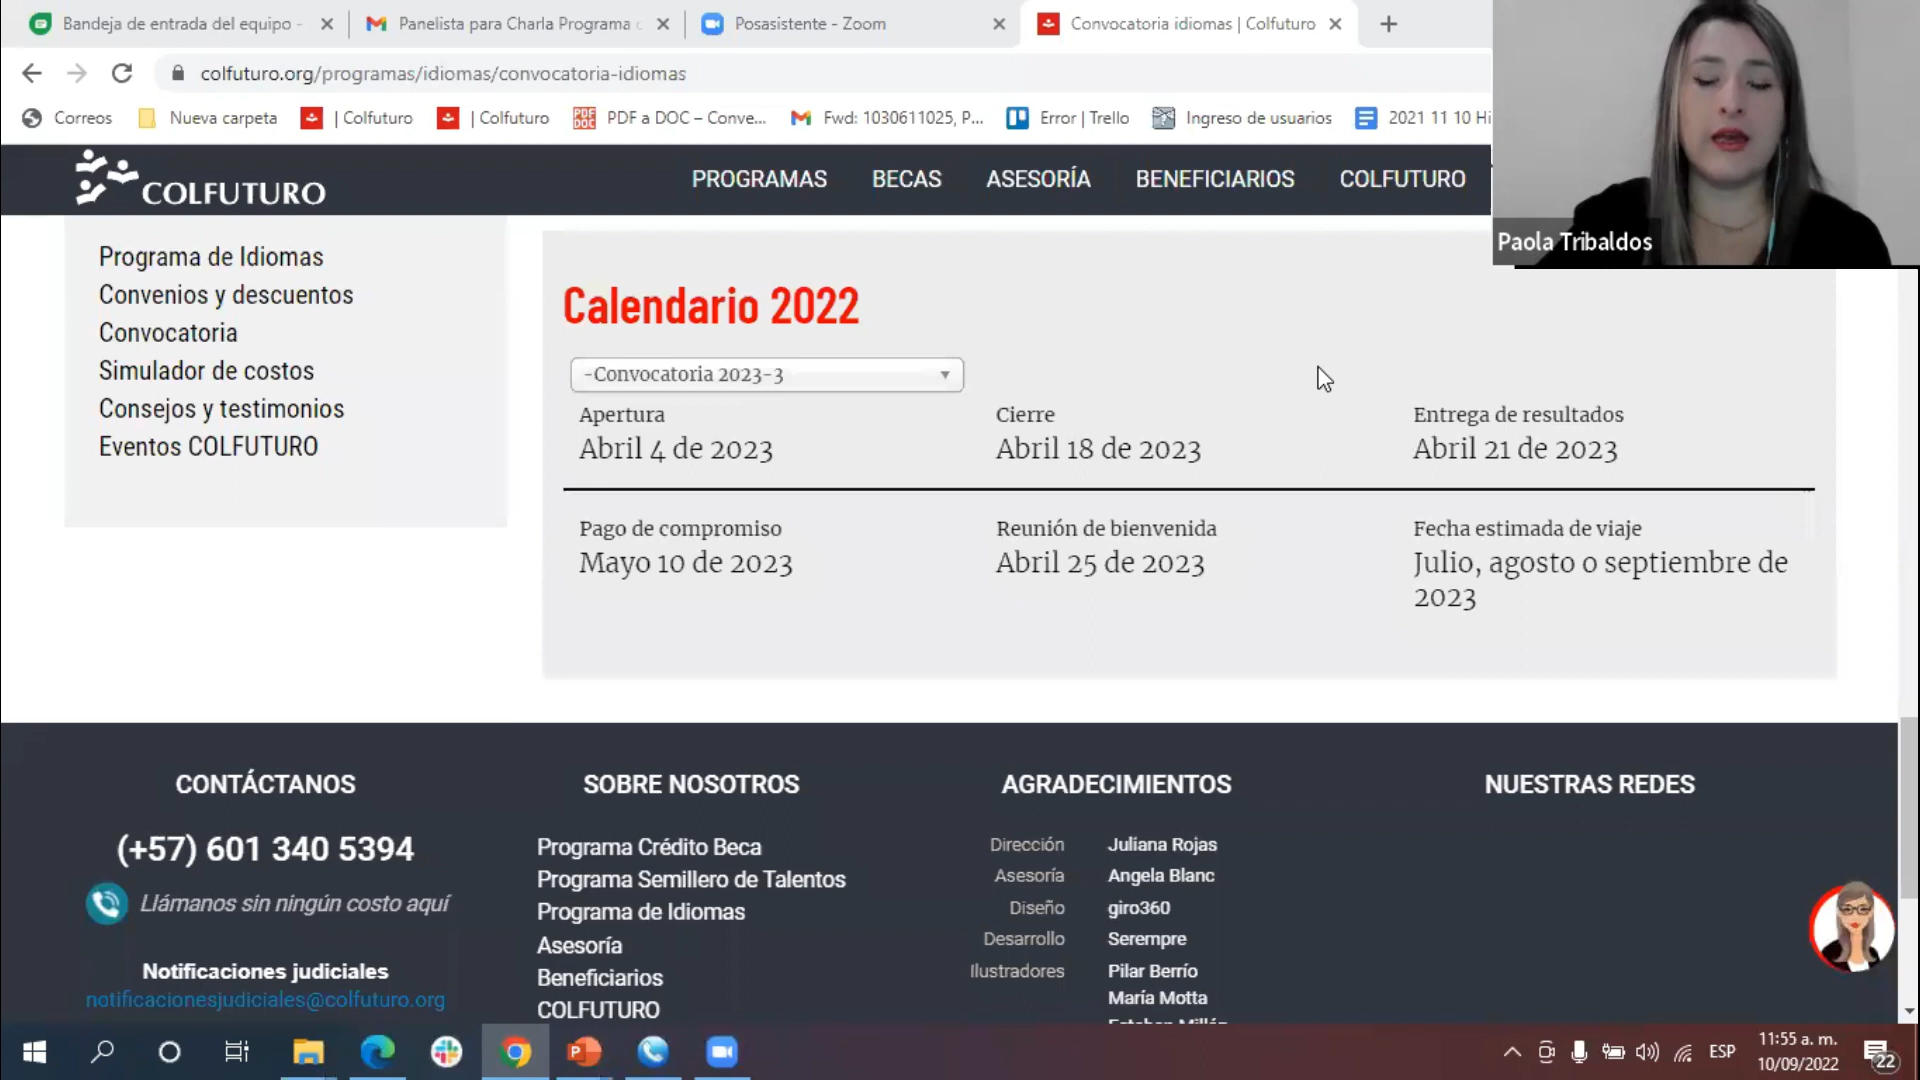 Bandeja de entrada del equipo -
Panelista para Charla Programa
Posasistente - Zoom
Convocatoria idiomas | Colfuturo
colfuturo.org/programas/idiomas/convocatoria-idiomas
Correos
Nueva carpeta
| Colfuturo
| Colfuturo
PDF a DOC – Conve...
Fwd: 1030611025, P...
Error | Trello
Ingreso de usuarios
2021 11 10 Hi
COLFUTURO
PROGRAMAS
BECAS
ASESORÍA
BENEFICIARIOS
COLFUTURO
Paola Tribaldos
Programa de Idiomas
Convenios y descuentos
Convocatoria
Simulador de costos
Consejos y testimonios
Eventos COLFUTURO
Calendario 2022
-Convocatoria 2023-3
Apertura
Abril 4 de 2023
Cierre
Abril 18 de 2023
Entrega de resultados
Abril 21 de 2023
Pago de compromiso
Mayo 10 de 2023
Reunión de bienvenida
Abril 25 de 2023
Fecha estimada de viaje
Julio, agosto o septiembre de
2023
CONTÁCTANOS
(+57) 601 340 5394
Llámanos sin ningún costo aquí
Notificaciones judiciales
notificacionesjudiciales@colfuturo.org
SOBRE NOSOTROS
Programa Crédito Beca
Programa Semillero de Talentos
Programa de Idiomas
Asesoría
Beneficiarios
COLFUTURO
AGRADECIMIENTOS
Dirección Juliana Rojas
Asesoría Angela Blanc
Diseño giro360
Desarrollo Serempre
Ilustradores Pilar Berrío
María Motta
NUESTRAS REDES
ESP
11:55 a. m.
10/09/2022
22